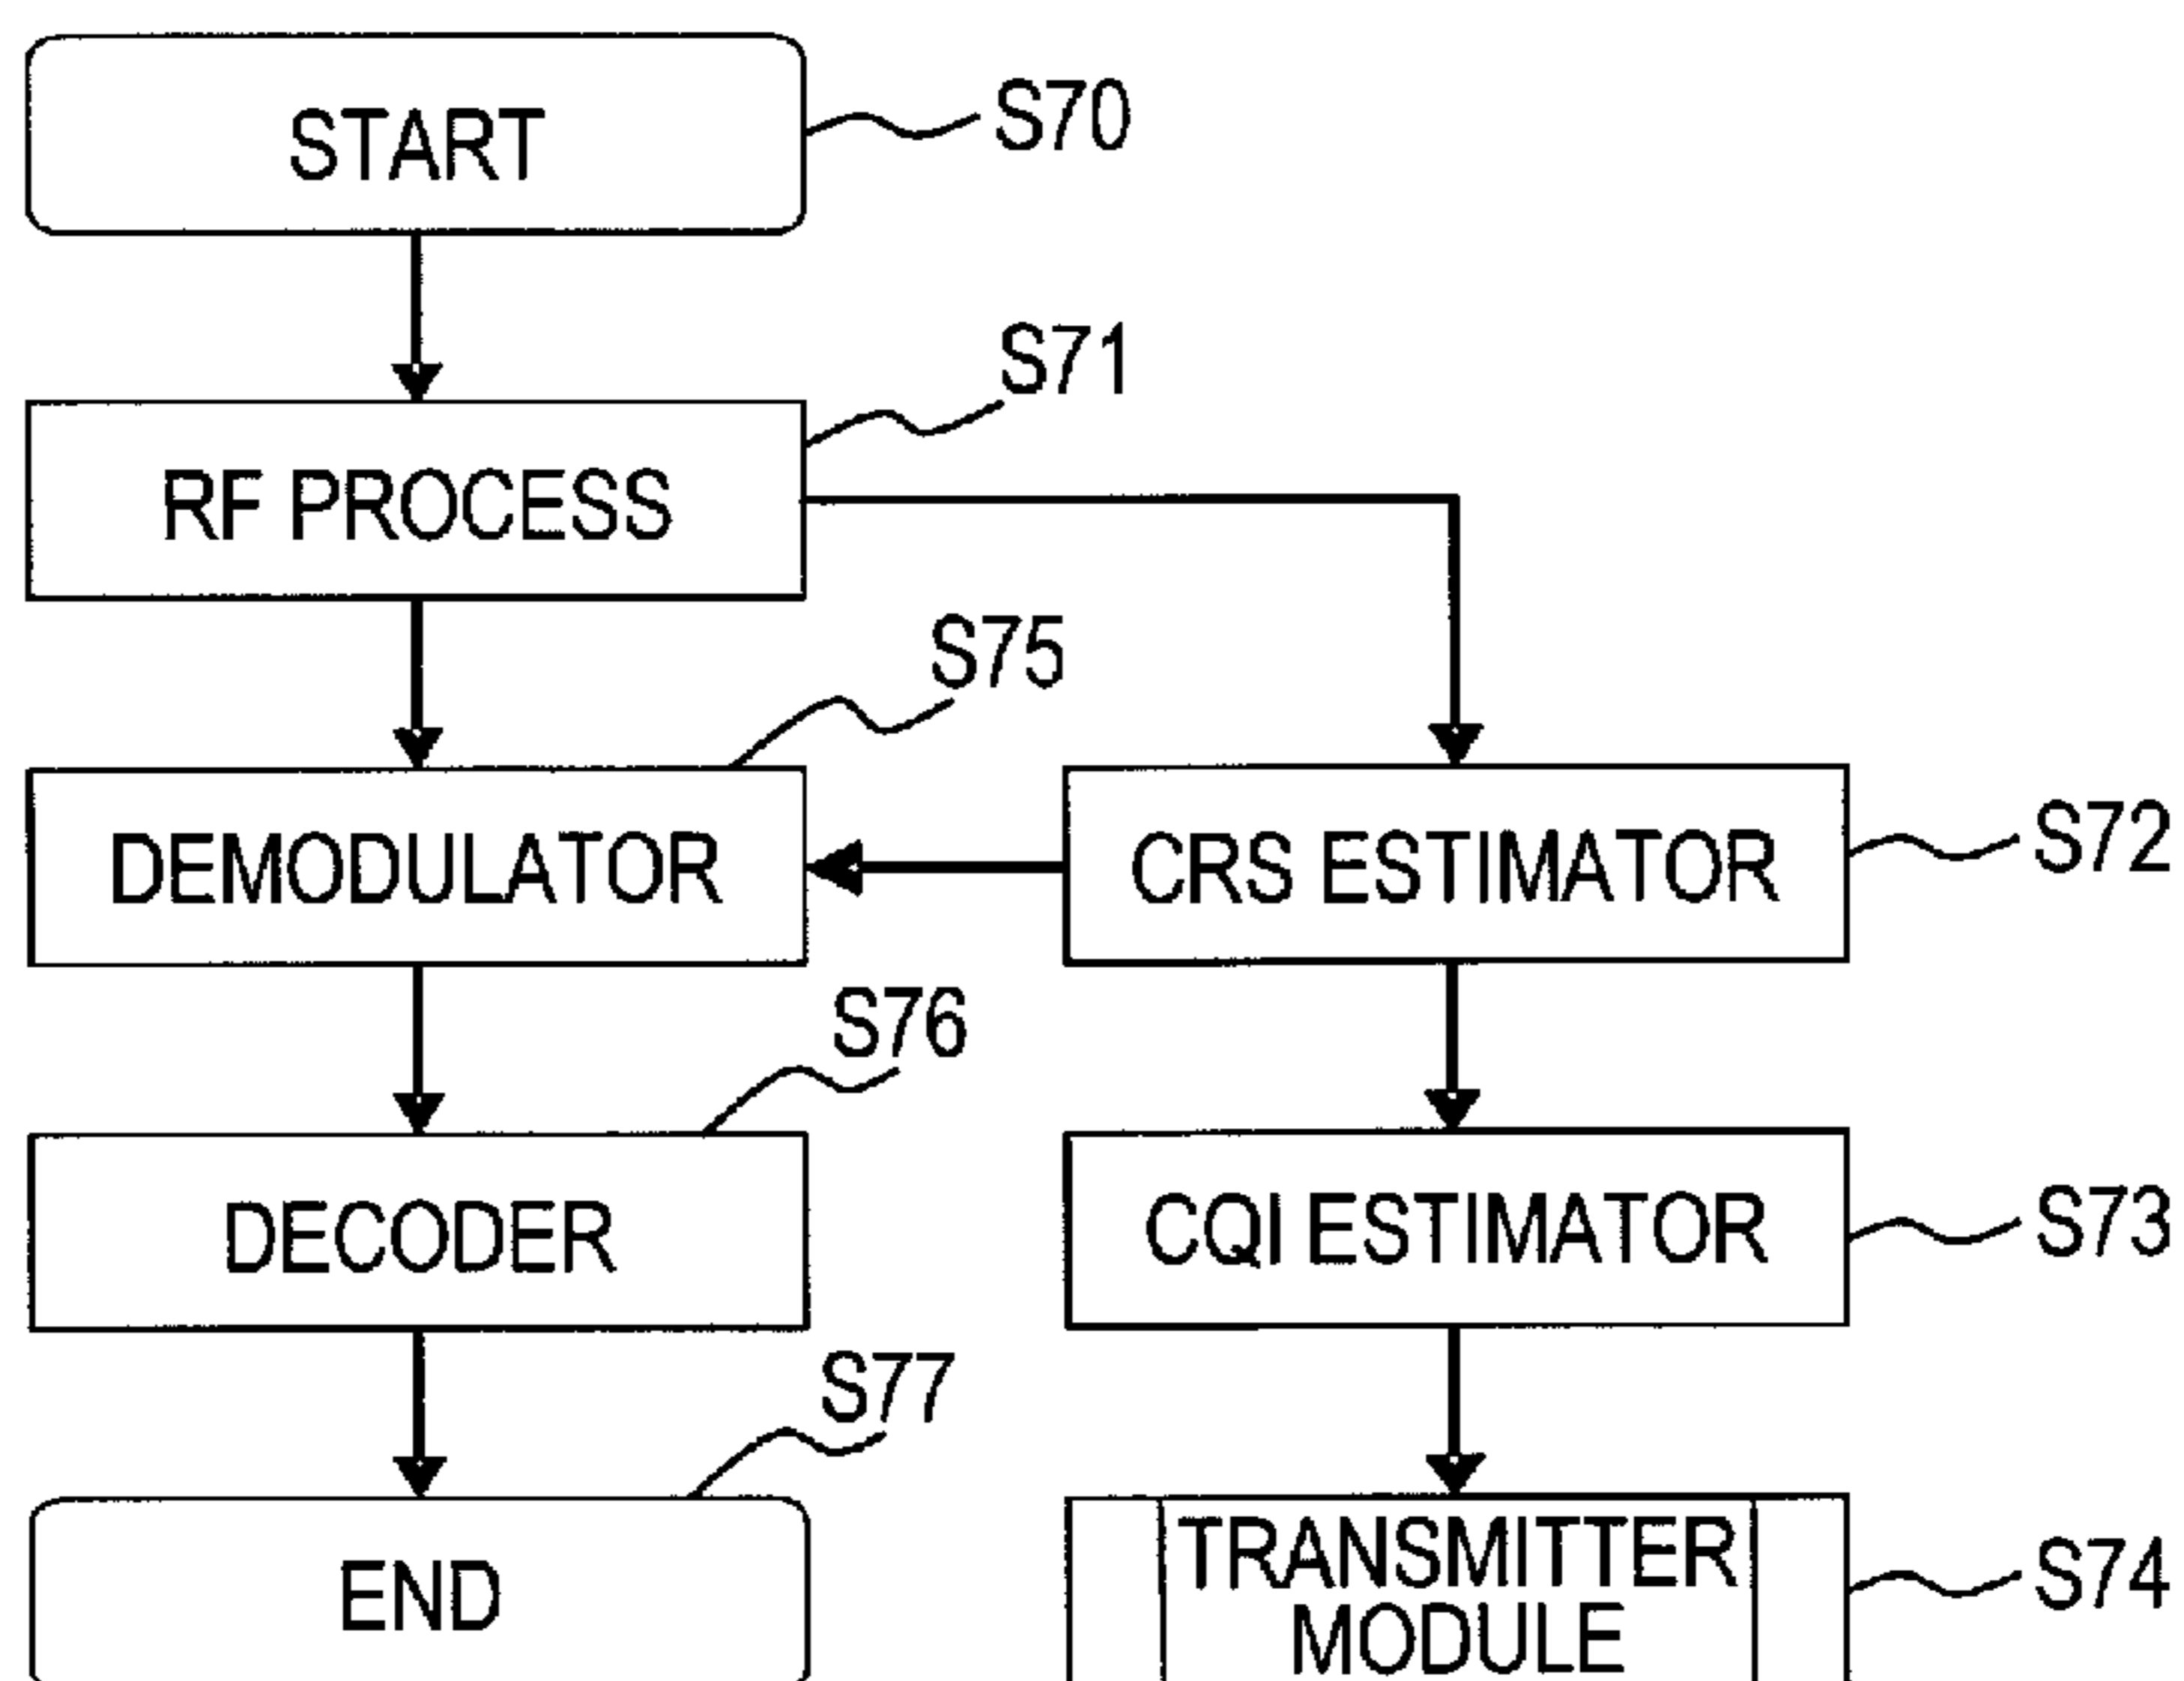 START
S70
S71
RF PROCESS
S75
DEMODULATOR
CRS ESTIMATOR
S72
S76
DECODER
CQI ESTIMATOR
S73
S77
END
TRANSMITTER
MODULE
S74